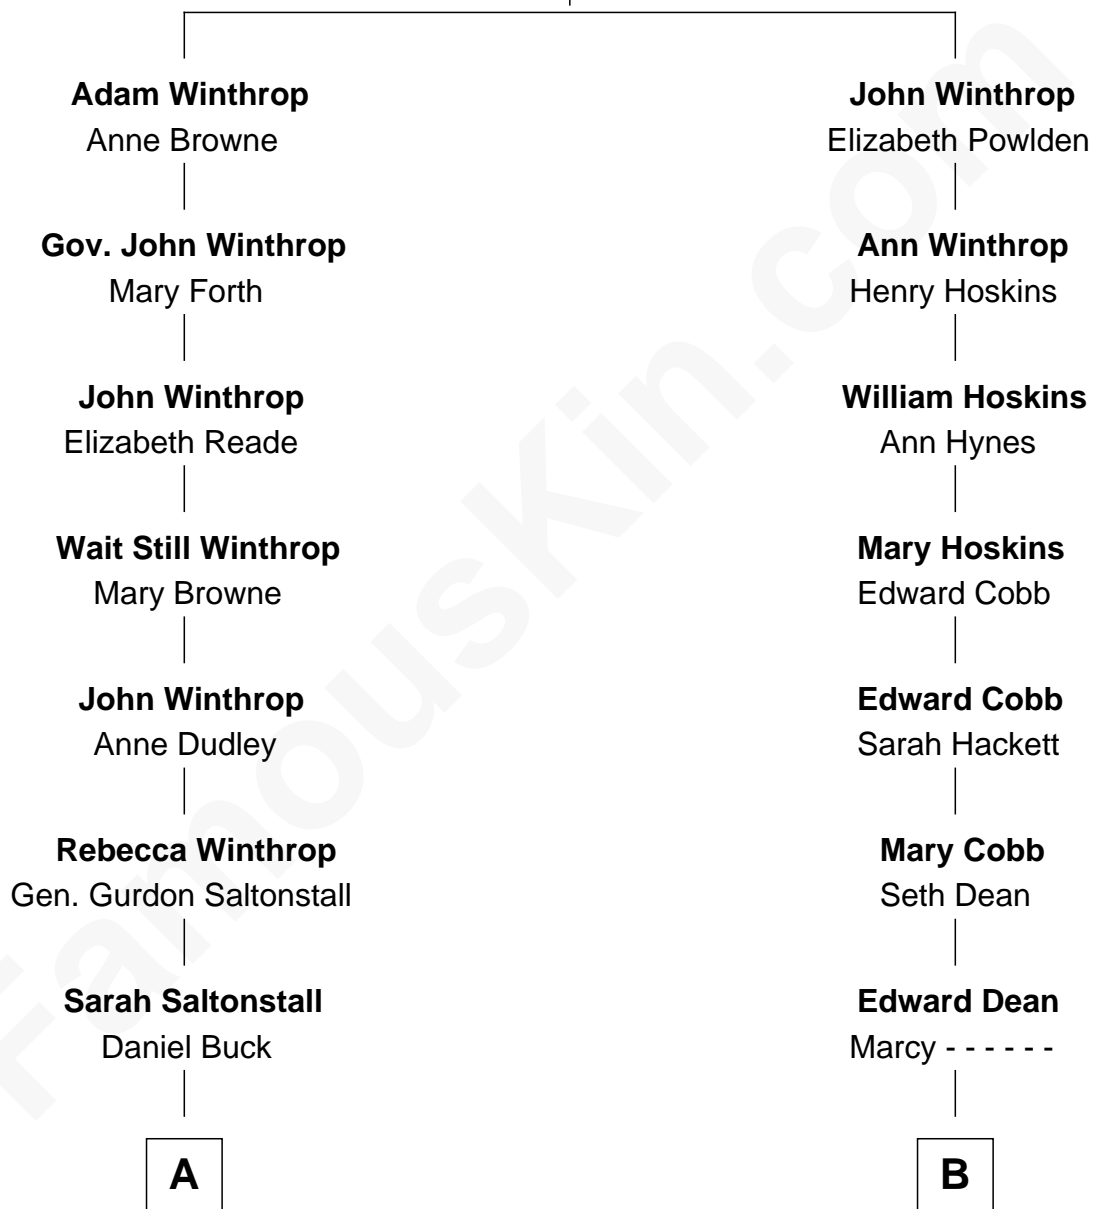 Adam Winthrop
Anne Browne
Gov. John Winthrop
Mary Forth
John Winthrop
Elizabeth Reade
Wait Still Winthrop
Mary Browne
John Winthrop
Anne Dudley
Rebecca Winthrop
Gen. Gurdon Saltonstall
Sarah Saltonstall
Daniel Buck
A
John Winthrop
Elizabeth Powlden
Ann Winthrop
Henry Hoskins
William Hoskins
Ann Hynes
Mary Hoskins
Edward Cobb
Edward Cobb
Sarah Hackett
Mary Cobb
Seth Dean
Edward Dean
Marcy - - - - - -
B
FamousKin.com